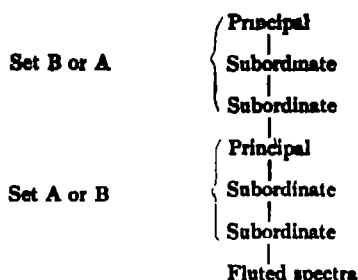 Principal
Set B or A Subordinate
Subordinate
Principal
Set A or B Subordinate
Subordinate
Fluted spectra